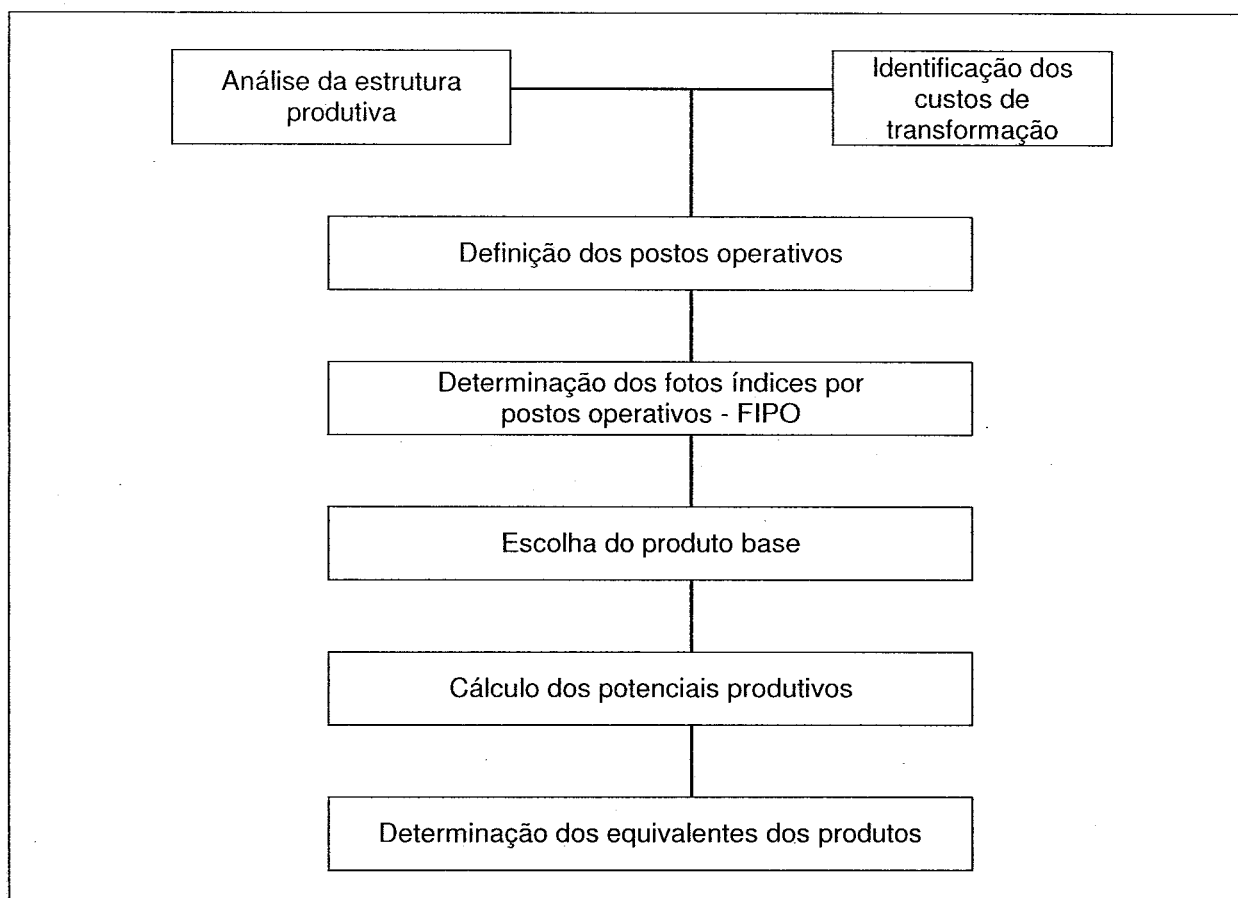 Análise da estrutura
produtiva
Identificação dos
custos de
transformação
Definição dos postos operativos
Determinação dos fotos índices por
postos operativos - FIPO
Escolha do produto base
Cálculo dos potenciais produtivos
Determinação dos equivalentes dos produtos